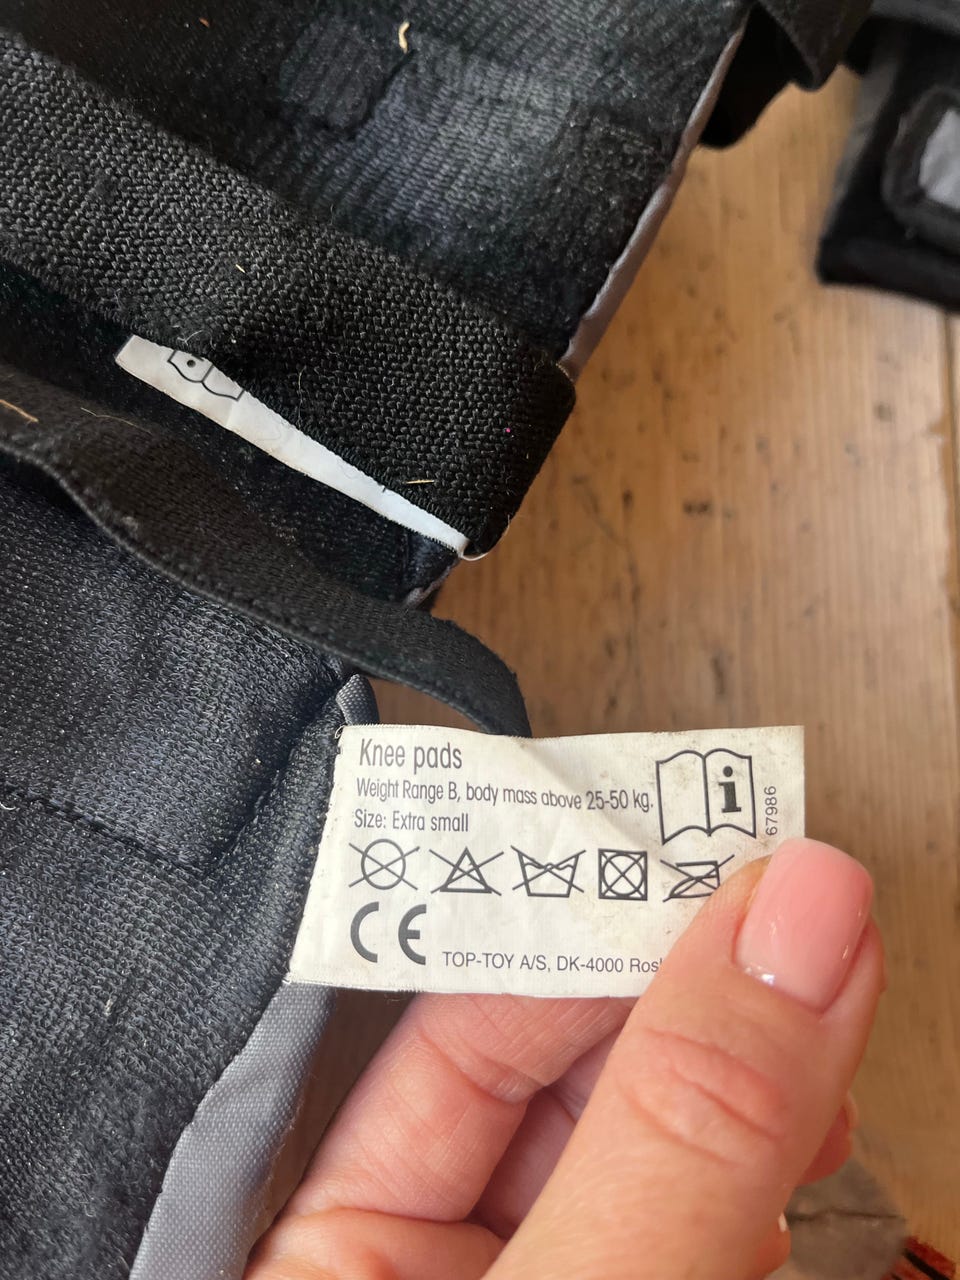 Knee pads
Weight Range B, body mass above 25-50 kg.
Size: Extra small
i
67986
CE
TOP-TOY A/S, DK-4000